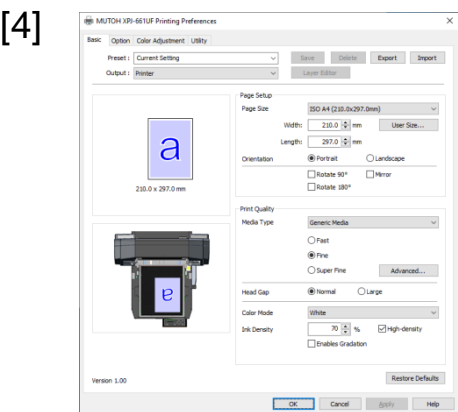 [4]
MUTOH XPJ-661UF Printing Preferences
Basic Option Color Adjustment Utility
Preset : Current Setting Save Delete Export Import
Output : Printer Layer Editor
Page Setup
Page Size ISO A4 (210.0x297.0mm)
Width: 210.0 mm User Size...
Length: 297.0 mm
Orientation Portrait Landscape
Rotate 90° Mirror
Rotate 180°
a
210.0 x 297.0 mm
Print Quality
Media Type Generic Media
Fast
Fine
Super Fine Advanced...
Head Gap Normal Large
Color Mode White
Ink Density 70 % High-density
Enables Gradation
a
Version 1.00 Restore Defaults
OK Cancel Apply Help